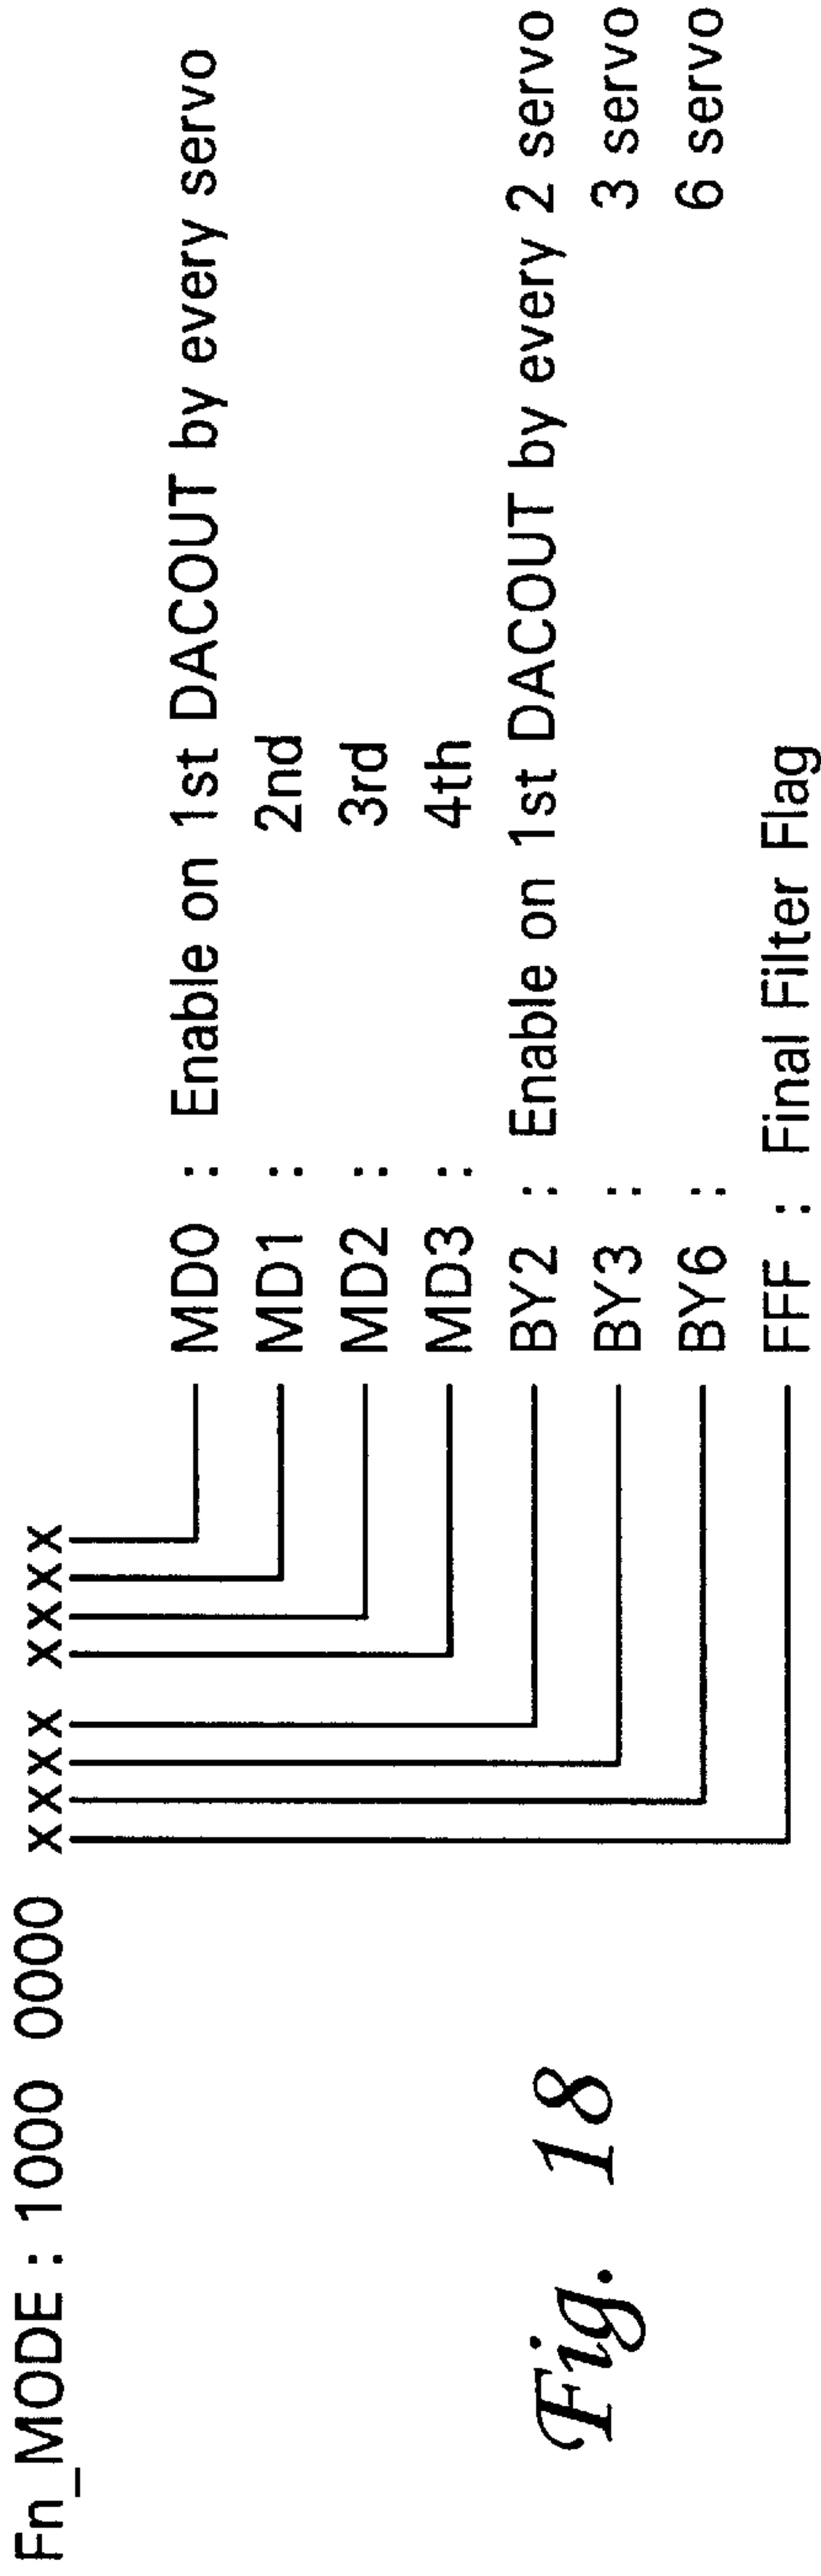 Fn_MODE : 1000 0000 xxxx xxxx
MD0 : Enable on 1st DACOUT by every servo
MD1 : 2nd
MD2 : 3rd
MD3 : 4th
BY2 : Enable on 1st DACOUT by every 2 servo
BY3 : 3 servo
BY6 : 6 servo
FFF : Final Filter Flag
Fig. 18